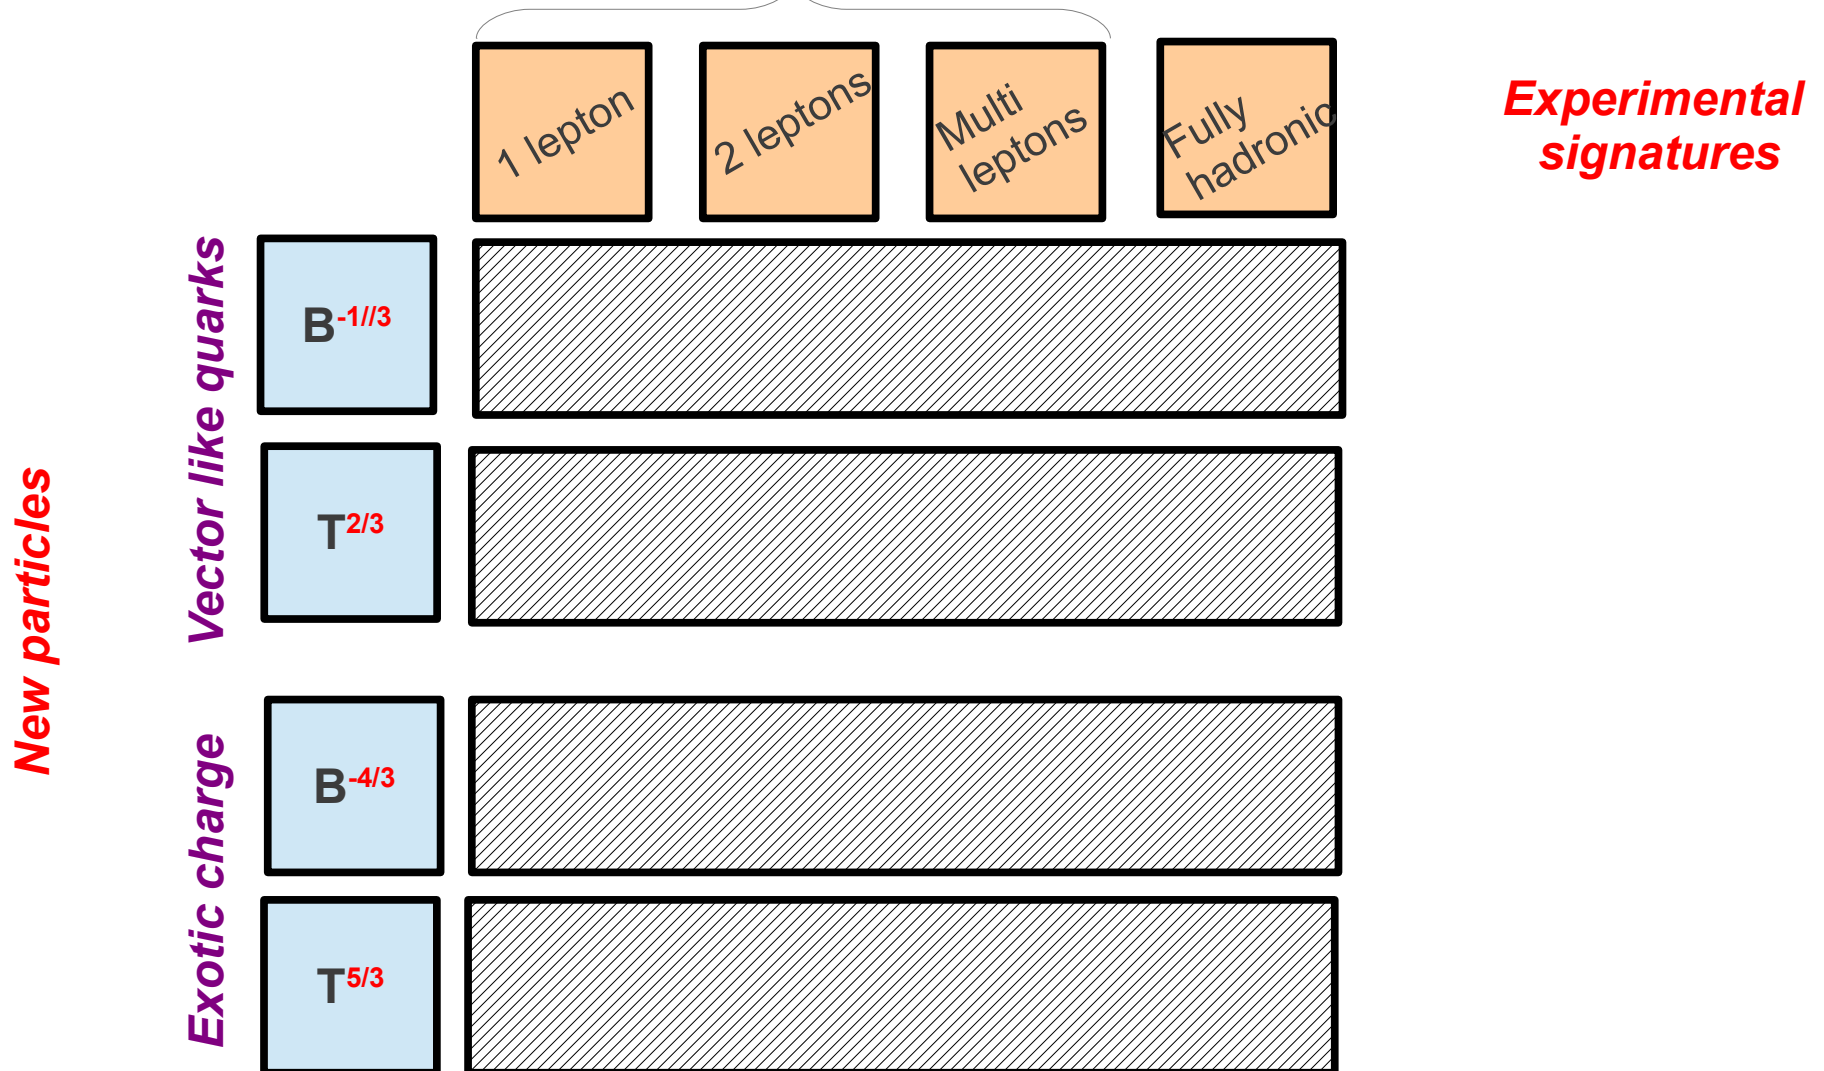 1 lepton
2 leptons
Multi
leptons
Fully
hadronic
Experimental
signatures
New particles
Vector like quarks
B-1//3
T2/3
Exotic charge
B-4/3
T5/3